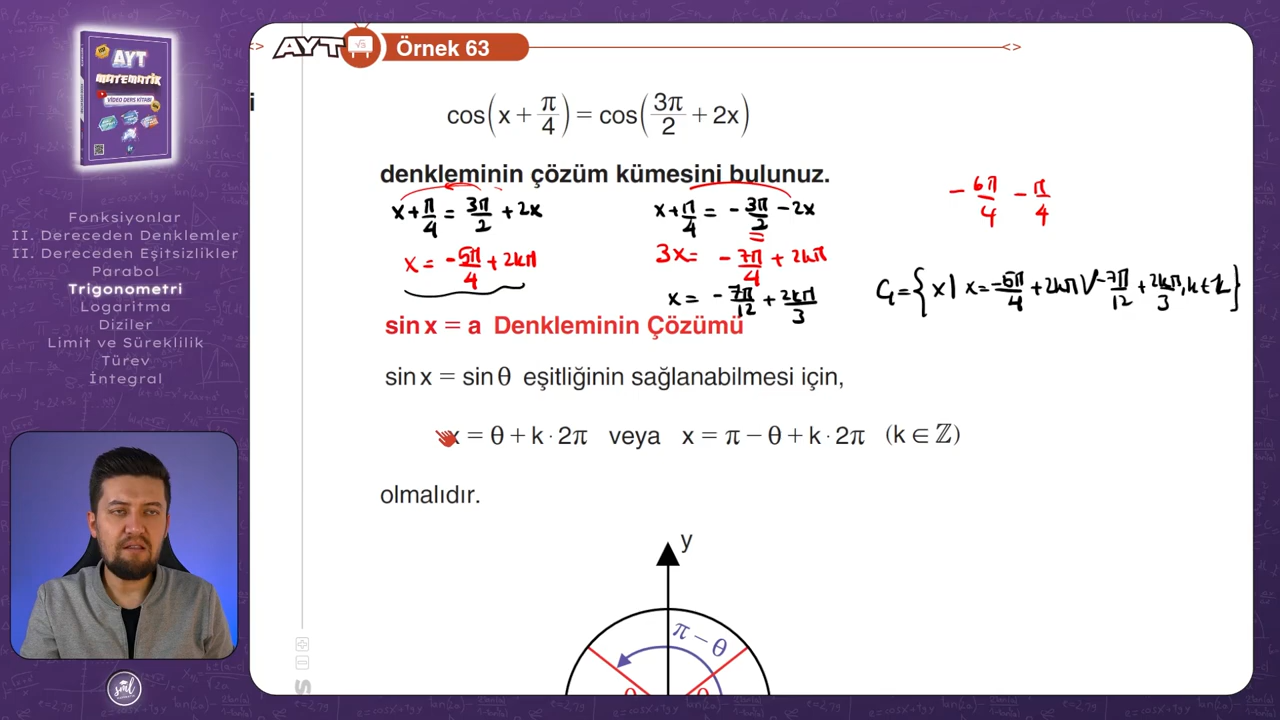 AYT
MATEMATİK
VİDEO DERS KİTABI
Fonksiyonlar
II. Dereceden Denklemler
II. Dereceden Eşitsizlikler
Parabol
Trigonometri
Logaritma
Diziler
Limit ve Süreklilik
Türev
İntegral
sml
AYT √5 Örnek 63
cos(x + π/4) = cos(3π/2 + 2x)
denkleminin çözüm kümesini bulunuz.
x + π/4 = 3π/2 + 2x
x = -5π/4 + 2kπ
x + π/4 = -3π/2 - 2x
3x = -7π/4 + 2kπ
x = -7π/12 + 2kπ/3
-6π/4 - π/4
Ç = { x | x = -5π/4 + 2kπ V -7π/12 + 2kπ/3, k ∈ Z }
sin x = a Denkleminin Çözümü
sin x = sin θ eşitliğinin sağlanabilmesi için,
x = θ + k · 2π veya x = π − θ + k · 2π (k ∈ ℤ)
olmalıdır.
y
π − θ
θ θ